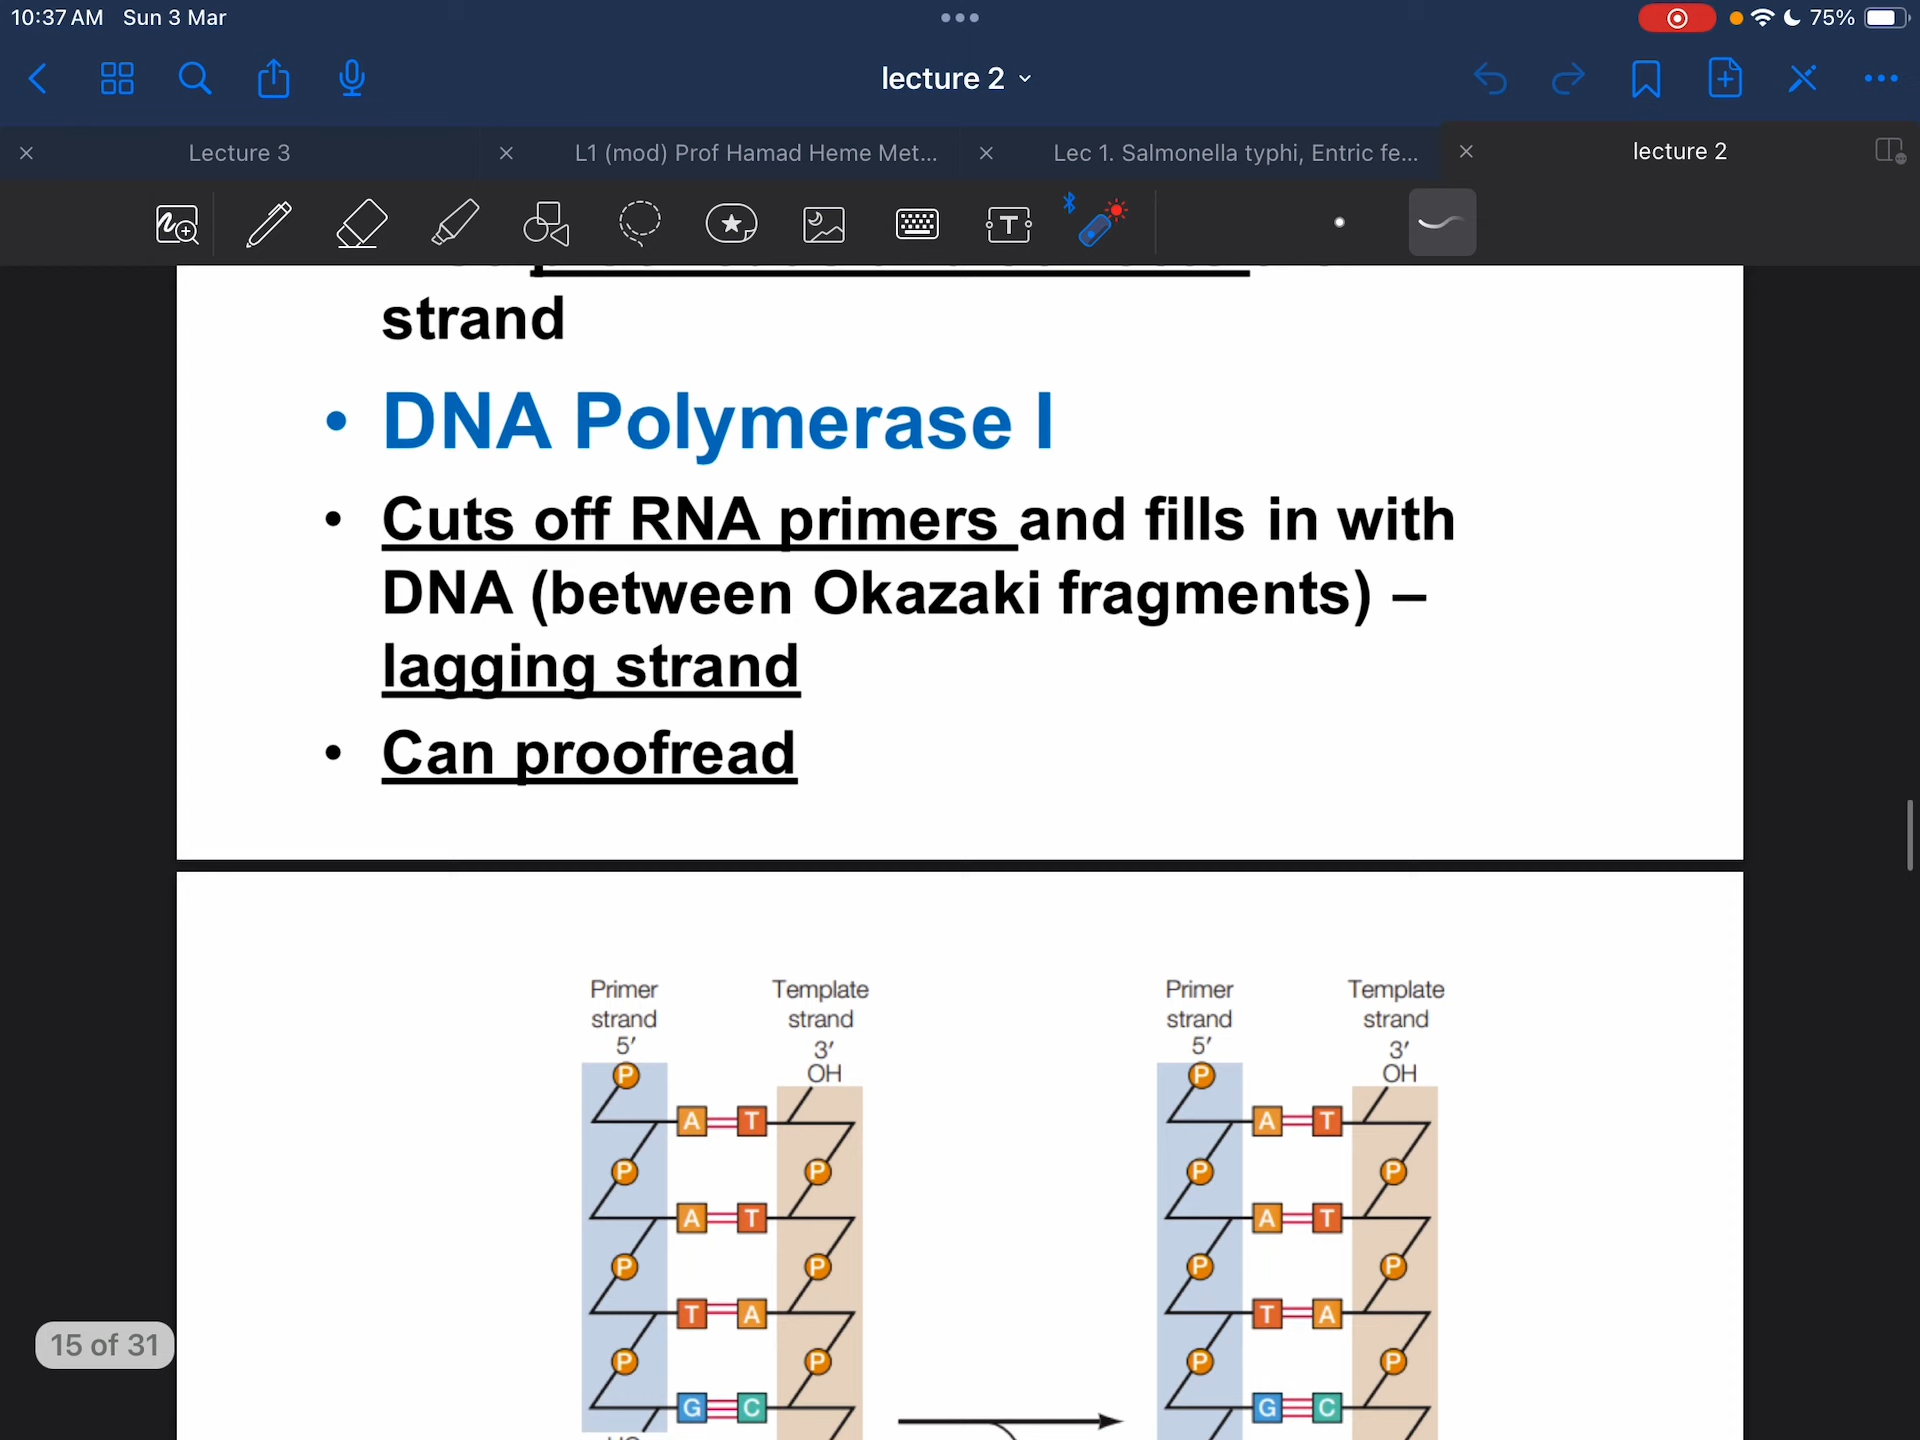 10:37 AM Sun 3 Mar
75%
lecture 2
Lecture 3
L1 (mod) Prof Hamad Heme Met...
Lec 1. Salmonella typhi, Entric fe...
lecture 2
strand
• DNA Polymerase I
• Cuts off RNA primers and fills in with
DNA (between Okazaki fragments) –
lagging strand
• Can proofread
Primer Template Primer Template
strand strand strand strand
5′ 3′ 5′ 3′
OH OH
P P
A T A T
P P P P
A T A T
P P P P
T A T A
15 of 31
P P P P
G C G C